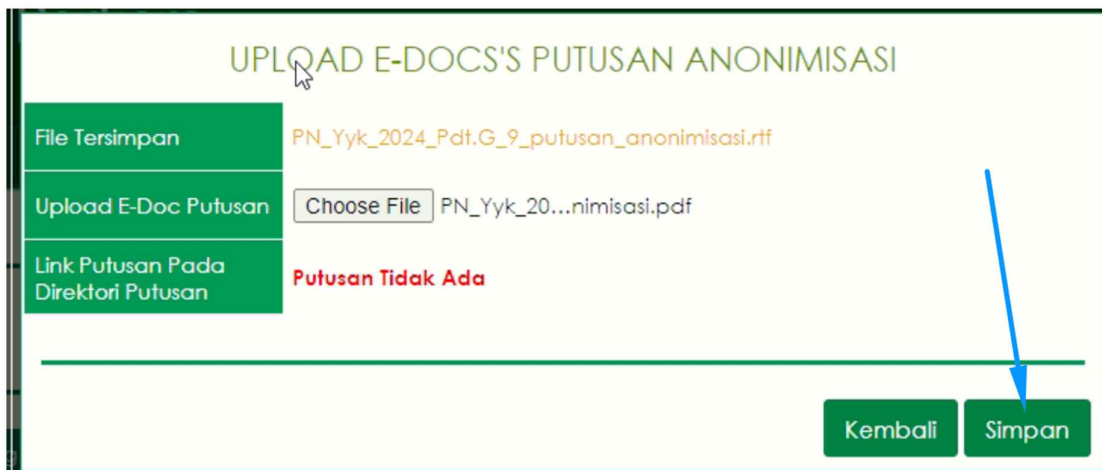 UPLOAD E-DOCS'S PUTUSAN ANONIMISASI
File Tersimpan PN_Yyk_2024_Pdt.G_9_putusan_anonimisasi.rtf
Upload E-Doc Putusan Choose File PN_Yyk_20...nimisasi.pdf
Link Putusan Pada
Direktori Putusan Putusan Tidak Ada
Kembali Simpan